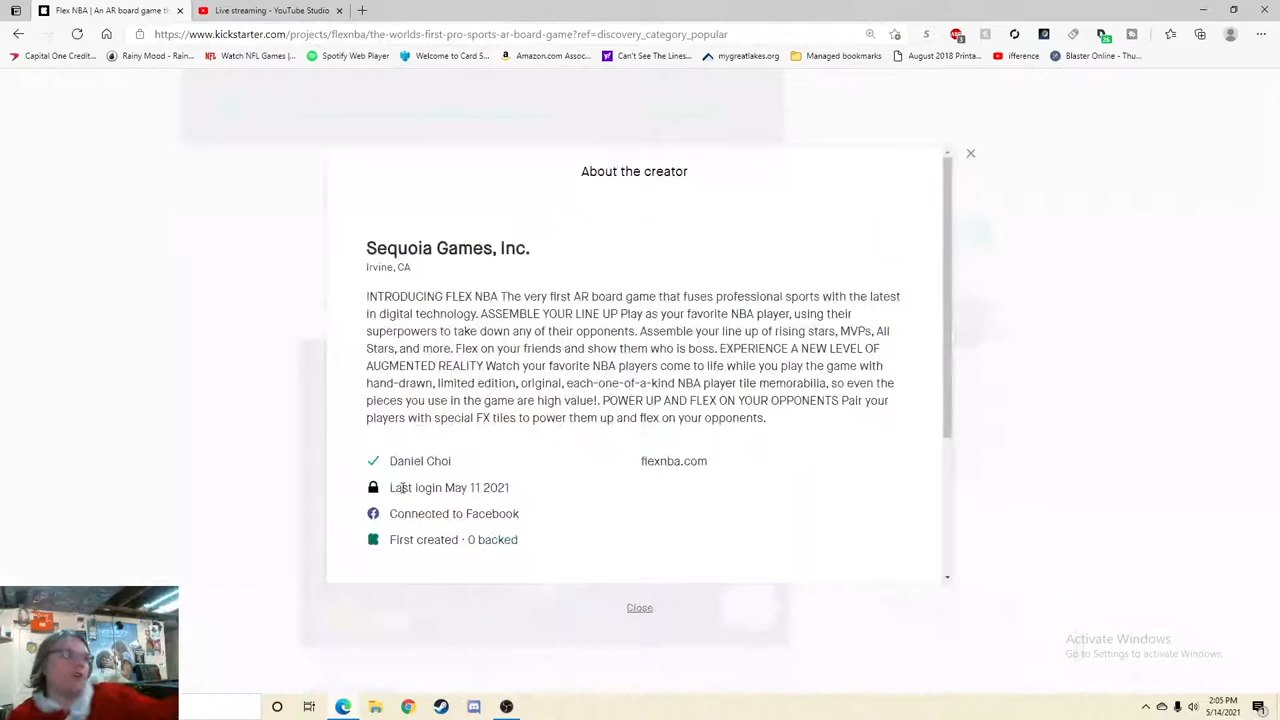 Flex NBA | An AR board game th
Live streaming - YouTube Studio
https://www.kickstarter.com/projects/flexnba/the-worlds-first-pro-sports-ar-board-game?ref=discovery_category_popular
Capital One Credit...
Rainy Mood - Rain...
Watch NFL Games |...
Spotify Web Player
Welcome to Card S...
Amazon.com: Assoc...
Can't See The Lines...
mygreatlakes.org
Managed bookmarks
August 2018 Printa...
ifference
Blaster Online - Thu...
About the creator
Sequoia Games, Inc.
Irvine, CA
INTRODUCING FLEX NBA The very first AR board game that fuses professional sports with the latest
in digital technology. ASSEMBLE YOUR LINE UP Play as your favorite NBA player, using their
superpowers to take down any of their opponents. Assemble your line up of rising stars, MVPs, All
Stars, and more. Flex on your friends and show them who is boss. EXPERIENCE A NEW LEVEL OF
AUGMENTED REALITY Watch your favorite NBA players come to life while you play the game with
hand-drawn, limited edition, original, each-one-of-a-kind NBA player tile memorabilia, so even the
pieces you use in the game are high value!. POWER UP AND FLEX ON YOUR OPPONENTS Pair your
players with special FX tiles to power them up and flex on your opponents.
Daniel Choi
flexnba.com
Last login May 11 2021
Connected to Facebook
First created · 0 backed
Close
Activate Windows
Go to Settings to activate Windows.
2:05 PM
5/14/2021